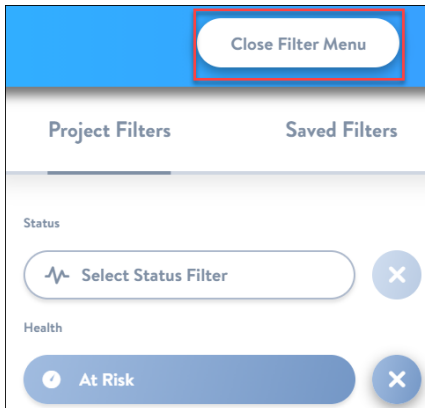 Close Filter Menu
Project Filters Saved Filters
Status
Select Status Filter
Health
At Risk